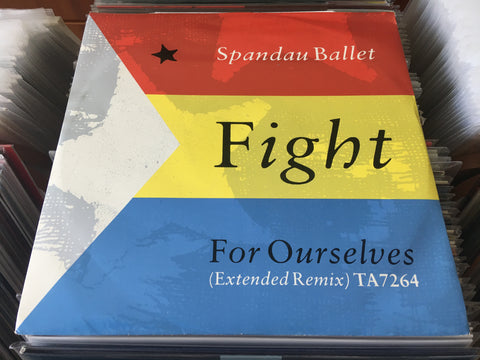 Spandau Ballet
Fight
For Ourselves
(Extended Remix) TA7264